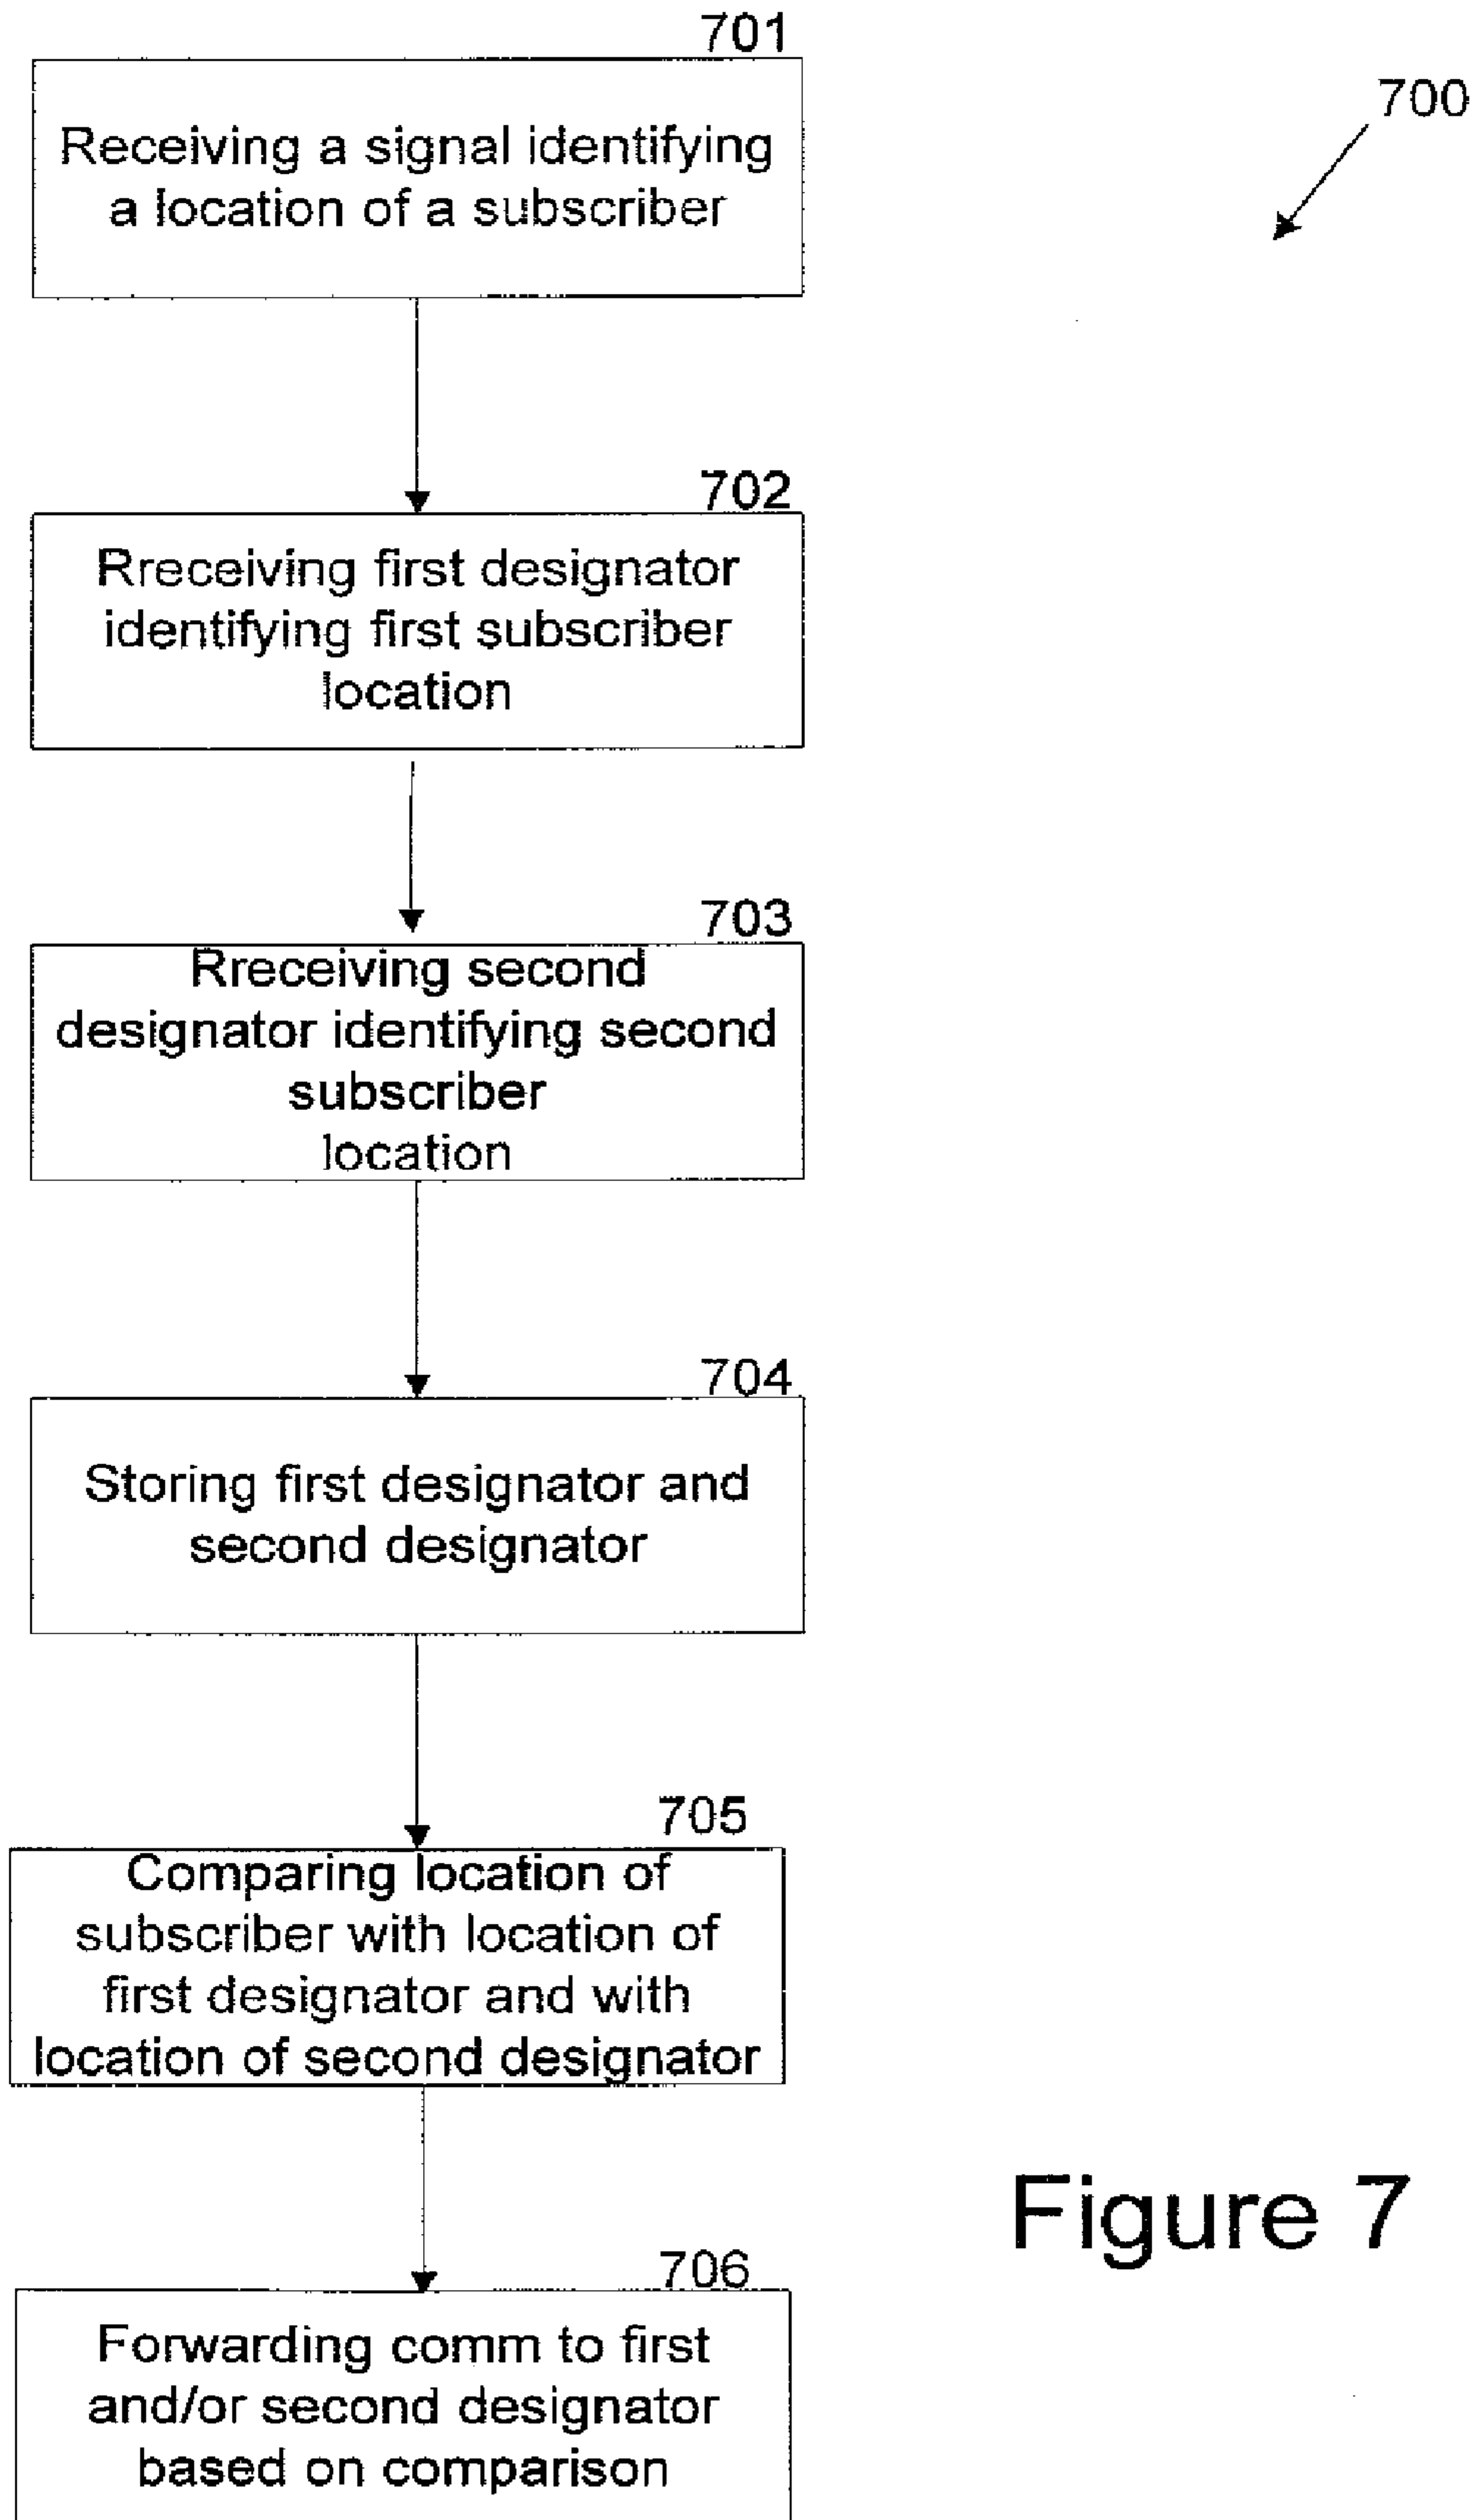 701
Receiving a signal identifying
a location of a subscriber
700
702
Rreceiving first designator
identifying first subscriber
location
703
Rreceiving second
designator identifying second
subscriber
location
704
Storing first designator and
second designator
705
Comparing location of
subscriber with location of
first designator and with
location of second designator
706
Forwarding comm to first
and/or second designator
based on comparison
Figure 7